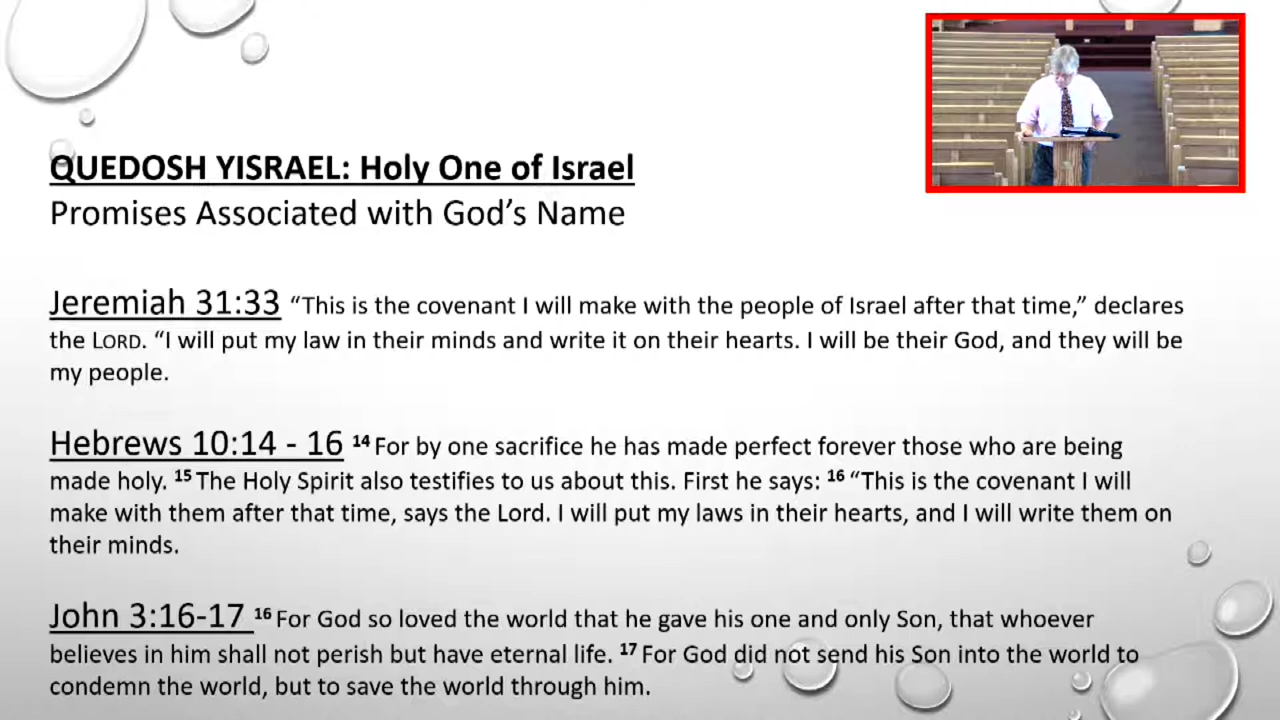 QUEDOSH YISRAEL: Holy One of Israel
Promises Associated with God’s Name
Jeremiah 31:33 “This is the covenant I will make with the people of Israel after that time,” declares
the LORD. “I will put my law in their minds and write it on their hearts. I will be their God, and they will be
my people.
Hebrews 10:14 - 16 14 For by one sacrifice he has made perfect forever those who are being
made holy. 15 The Holy Spirit also testifies to us about this. First he says: 16 “This is the covenant I will
make with them after that time, says the Lord. I will put my laws in their hearts, and I will write them on
their minds.
John 3:16-17 16 For God so loved the world that he gave his one and only Son, that whoever
believes in him shall not perish but have eternal life. 17 For God did not send his Son into the world to
condemn the world, but to save the world through him.